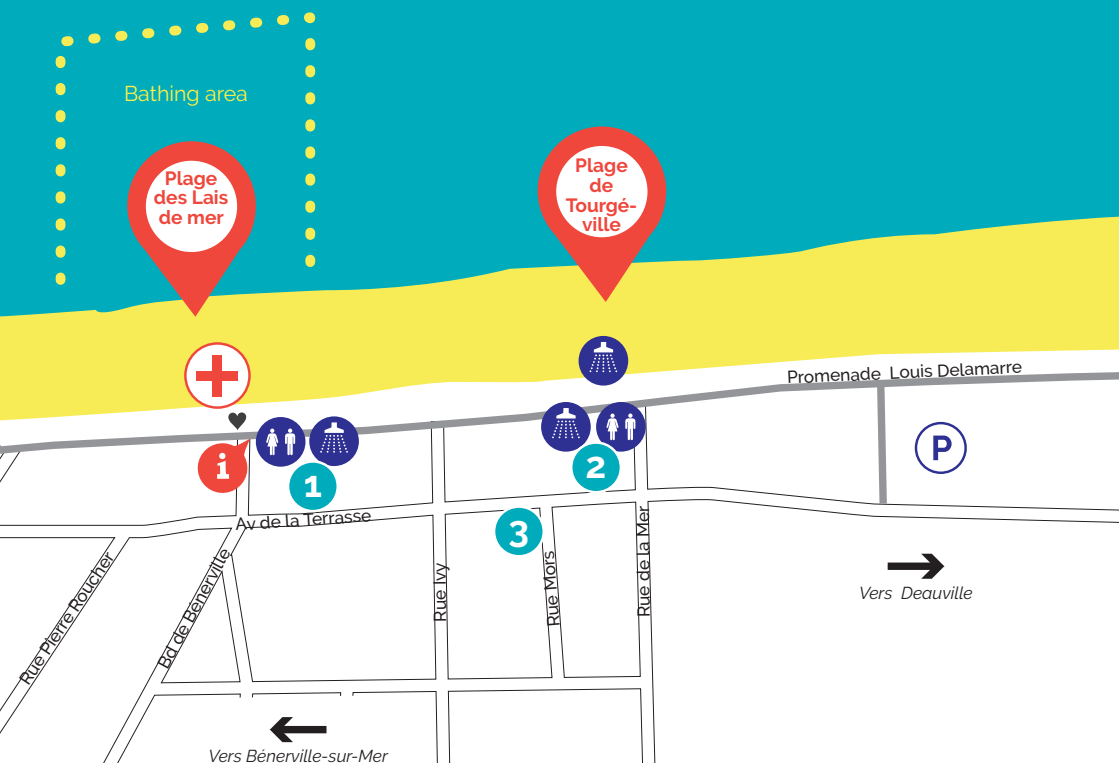 Bathing area
Plage
des Lais
de mer
Plage
de
Tourgé-
ville
Promenade Louis Delamarre
i
1
2
P
Av de la Terrasse
3
Rue Pierre Roucher
Bd de Bénerville
Rue Ivy
Rue Mors
Rue de la Mer
Vers Deauville
Vers Bénerville-sur-Mer